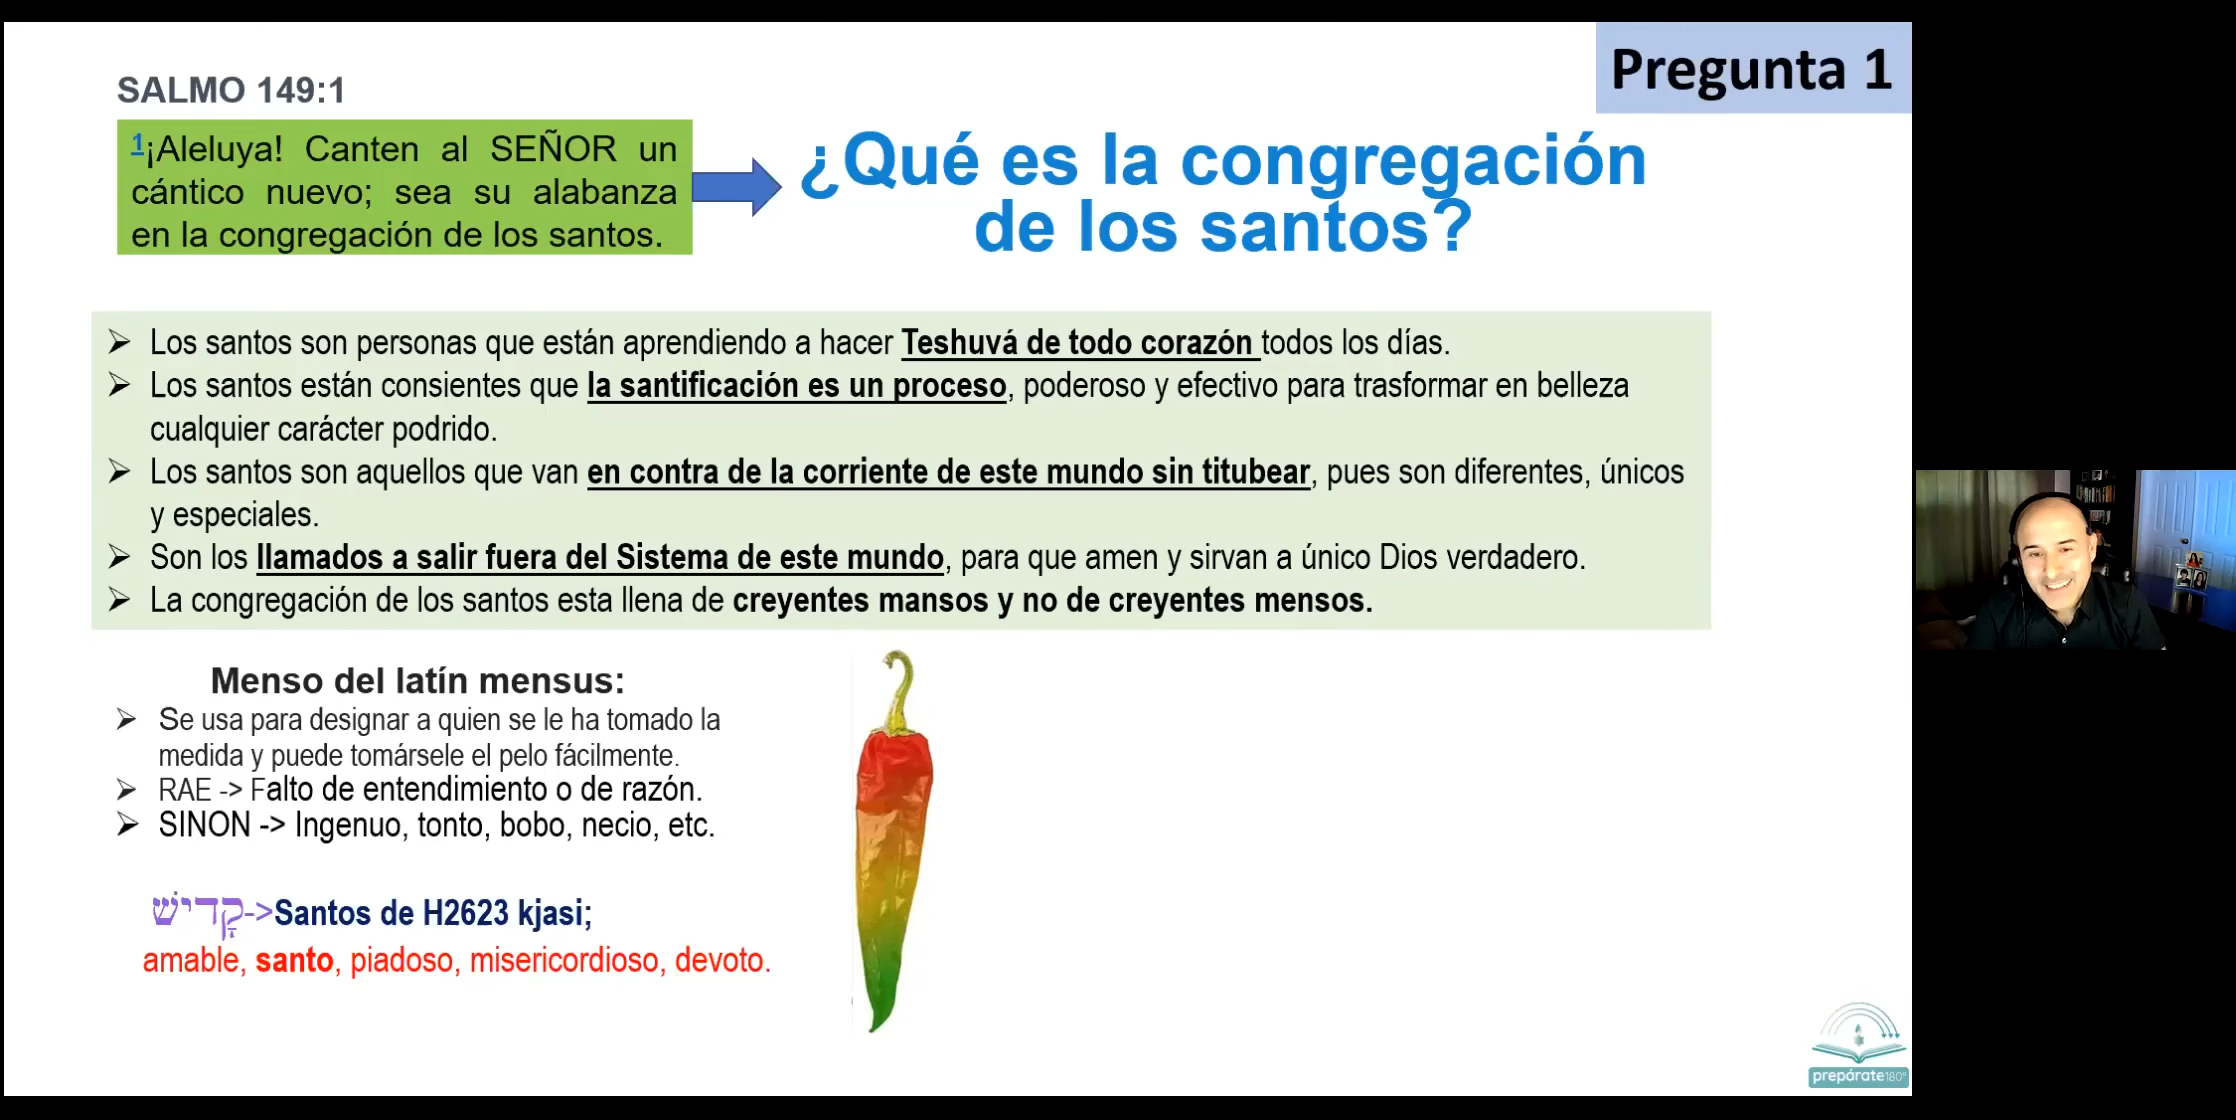 Pregunta 1
SALMO 149:1
1¡Aleluya! Canten al SEÑOR un
cántico nuevo; sea su alabanza
en la congregación de los santos.
¿Qué es la congregación
de los santos?
➢ Los santos son personas que están aprendiendo a hacer Teshuvá de todo corazón todos los días.
➢ Los santos están consientes que la santificación es un proceso, poderoso y efectivo para trasformar en belleza
cualquier carácter podrido.
➢ Los santos son aquellos que van en contra de la corriente de este mundo sin titubear, pues son diferentes, únicos
y especiales.
➢ Son los llamados a salir fuera del Sistema de este mundo, para que amen y sirvan a único Dios verdadero.
➢ La congregación de los santos esta llena de creyentes mansos y no de creyentes mensos.
Menso del latín mensus:
➢ Se usa para designar a quien se le ha tomado la
medida y puede tomársele el pelo fácilmente.
➢ RAE -> Falto de entendimiento o de razón.
➢ SINON -> Ingenuo, tonto, bobo, necio, etc.
קָדִישׁ->Santos de H2623 kjasi;
amable, santo, piadoso, misericordioso, devoto.
prepárate180°